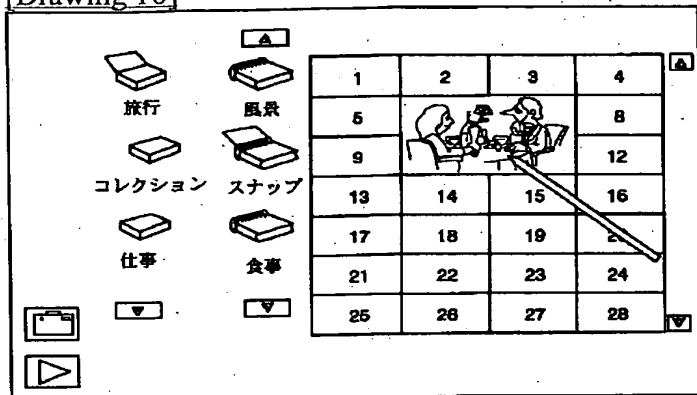 [Drawing 10]
旅行
風景
コレクション
スナップ
仕事
食事
1 2 3 4
5 8
9 12
13 14 15 16
17 18 19 20
21 22 23 24
25 26 27 28